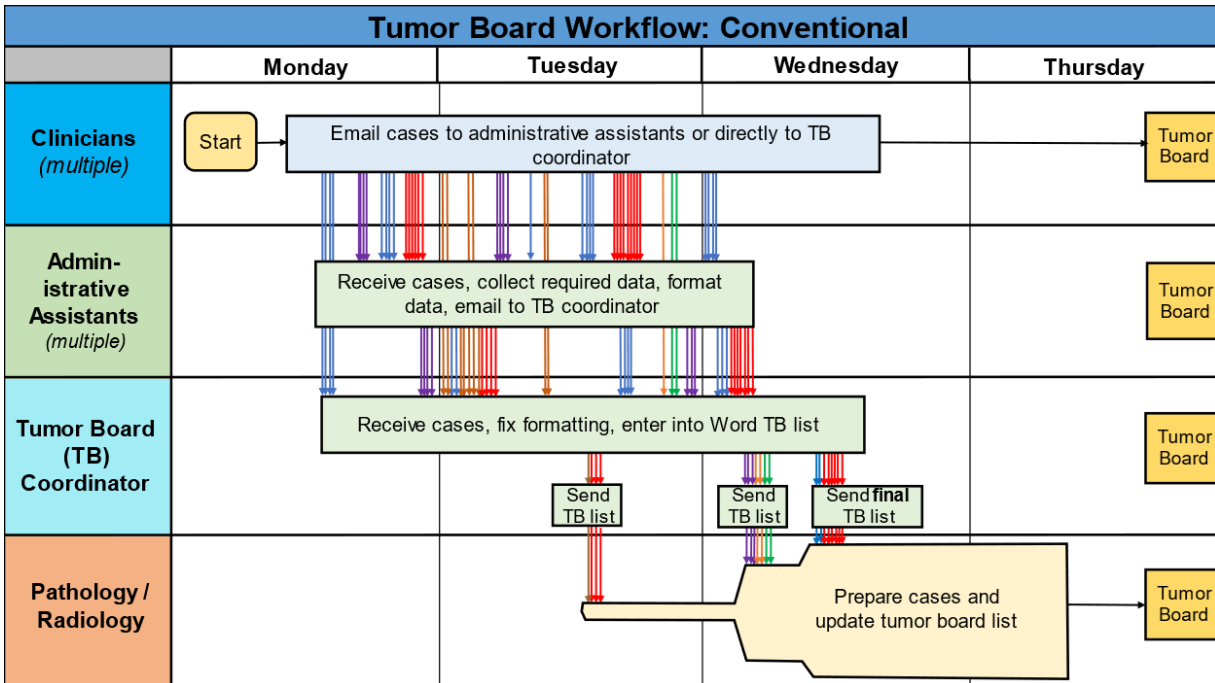 Tumor Board Workflow: Conventional
Monday
Tuesday
Wednesday
Thursday
Clinicians
(multiple)
Start
Email cases to administrative assistants or directly to TB
coordinator
Tumor
Board
Admin-
istrative
Assistants
(multiple)
Receive cases, collect required data, format
data, email to TB coordinator
Tumor
Board
Tumor Board
(TB)
Coordinator
Receive cases, fix formatting, enter into Word TB list
Send
TB list
Send
TB list
Send final
TB list
Tumor
Board
Pathology /
Radiology
Prepare cases and
update tumor board list
Tumor
Board